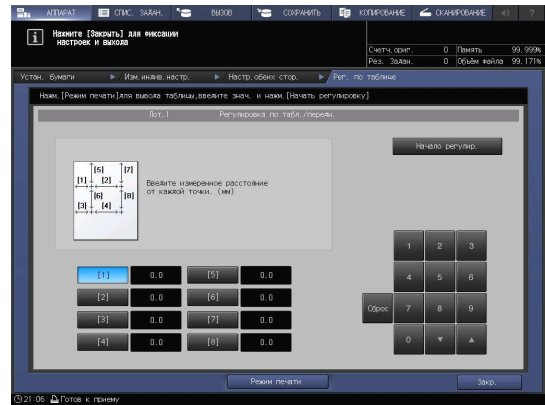 АППАРАТ
СПИС. ЗАДАН.
ВЫЗОВ
СОХРАНИТЬ
КОПИРОВАНИЕ
СКАНИРОВАНИЕ
?
Нажмите [Закрыть] для фиксации
настроек и выхода
Счетч.ориг. 0 Память 99.999%
Рез. Задан. 0 Объём файла 99.171%
Устан. бумаги Изм.индив.настр. Настр.обеих стор. Рег. по таблице
Нажм.[Режим печати]для вывода таблицы,введите знач. и нажм.[Начать регулировку]
Лот.1 Регулировка по табл./перемн.
Начало регулир.
[5] [7]
[1] [2]
[6] [8]
[3] [4]
Введите измеренное расстояние
от каждой точки. (мм)
1 2 3
4 5 6
Сброс 7 8 9
0 ▼ ▲
[1] 0.0 [5] 0.0
[2] 0.0 [6] 0.0
[3] 0.0 [7] 0.0
[4] 0.0 [8] 0.0
Режим печати
Закр.
21:06 Готов к приему